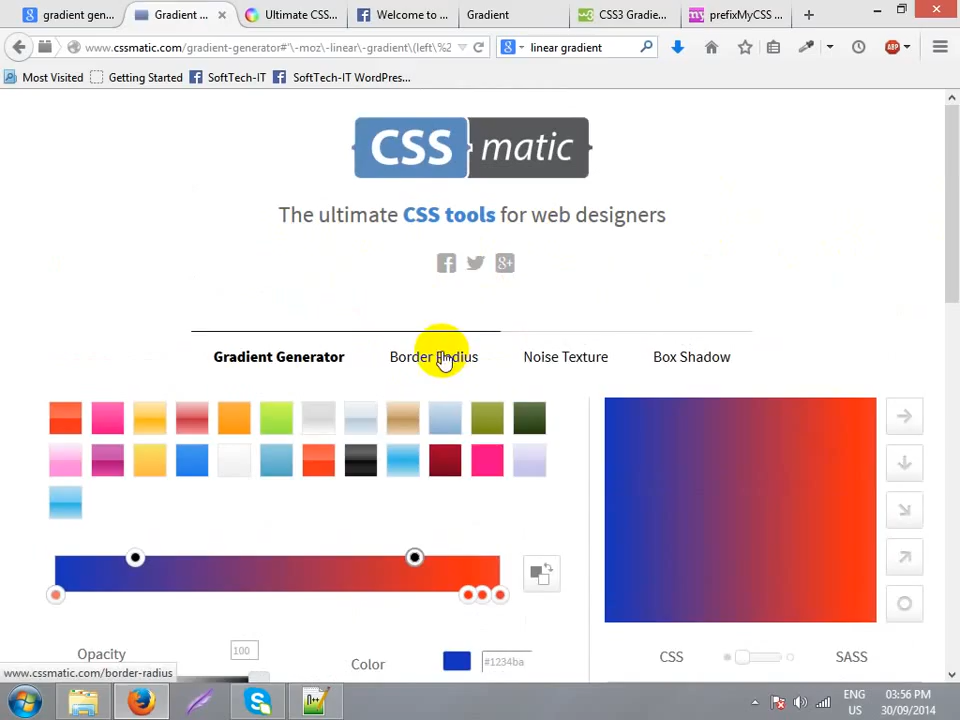 gradient gen...
Gradient ...
Ultimate CSS...
Welcome to ...
Gradient
CSS3 Gradie...
prefixMyCSS ...
www.cssmatic.com/gradient-generator#'\-moz\-linear\-gradient\(left\%2
linear gradient
ABP
Most Visited
Getting Started
SoftTech-IT
SoftTech-IT WordPres...
CSS matic
The ultimate CSS tools for web designers
Gradient Generator
Border Radius
Noise Texture
Box Shadow
Opacity
100
Color
#1234ba
CSS
SASS
www.cssmatic.com/border-radius
ENG
US
03:56 PM
30/09/2014